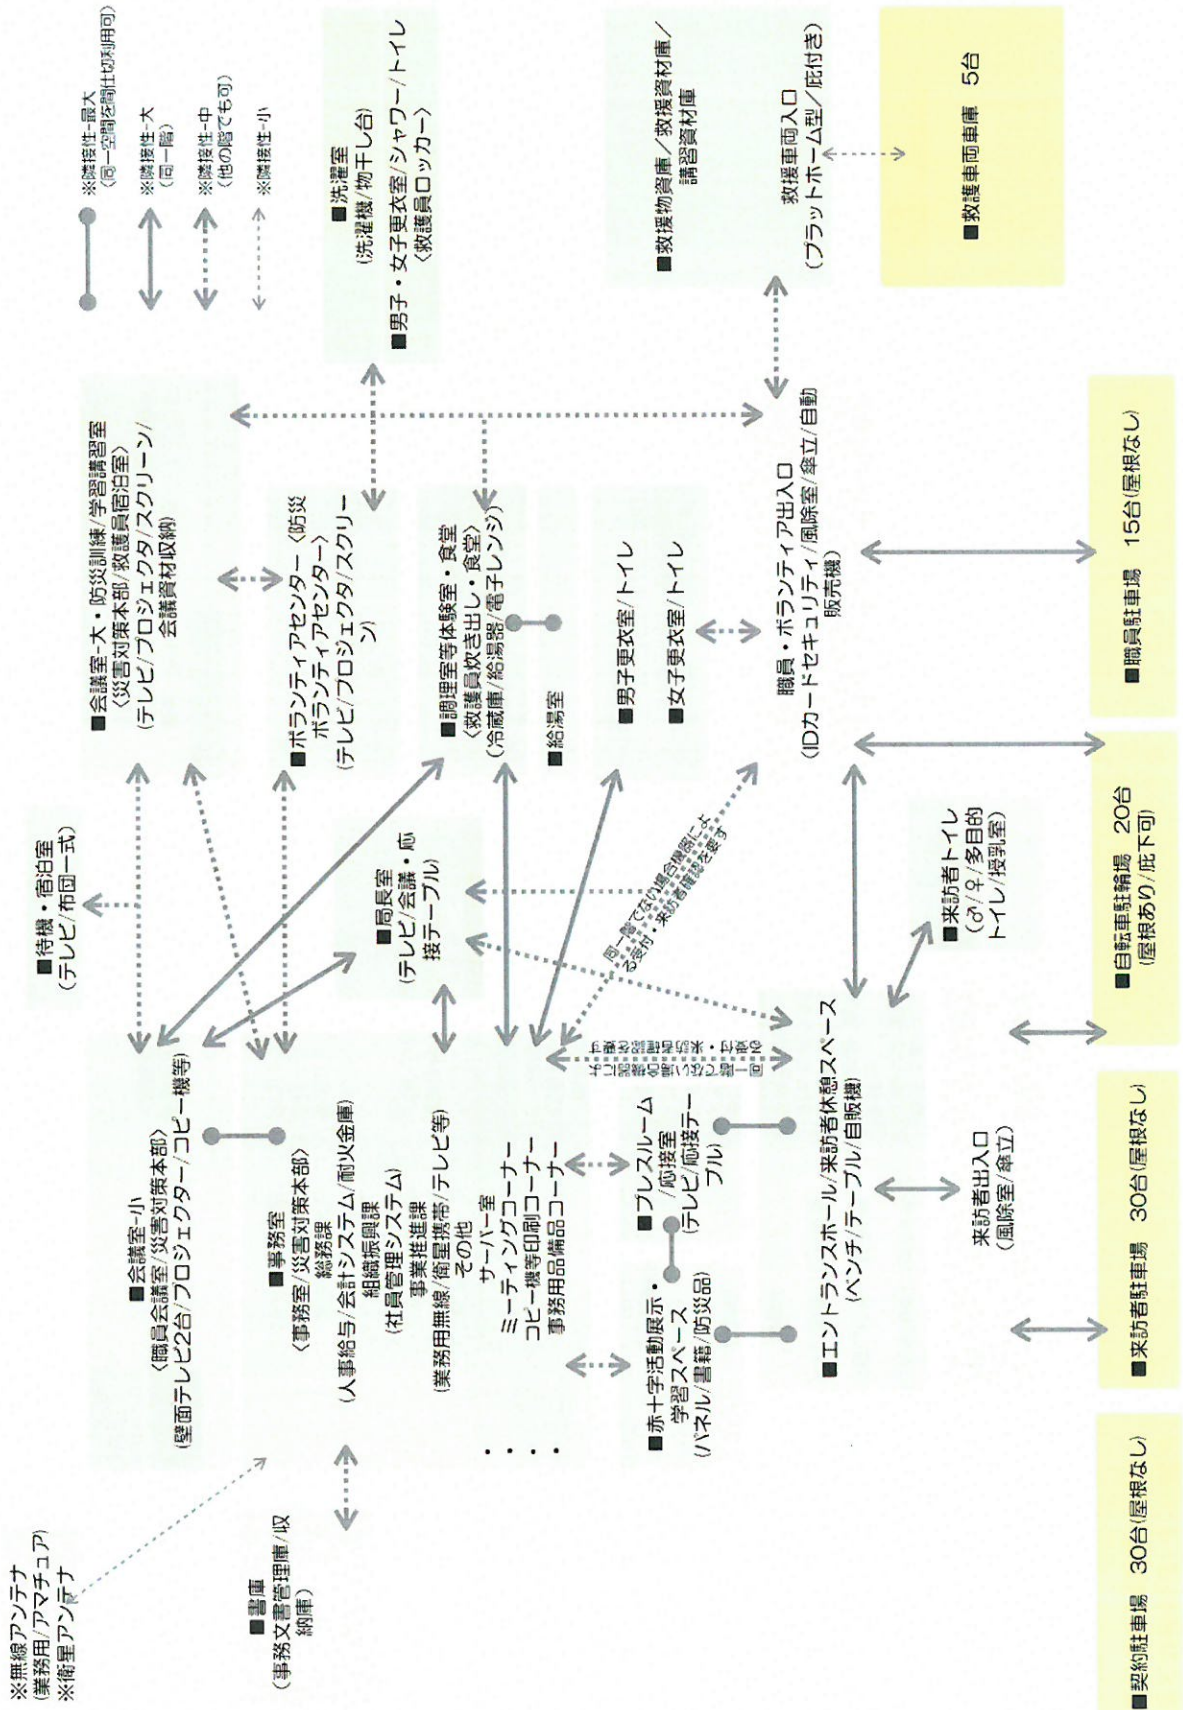 ※無線アンテナ
(業務用/アマチュア)
※衛星アンテナ
■書庫
(事務文書管理庫/収
納庫)
■待機・宿泊室
(テレビ/布団一式)
※隣接性-最大
(同一空間を間仕切利用可)
※隣接性-大
(同一階)
※隣接性-中
(他の階でも可)
※隣接性-小
■会議室-小
〈職員会議室/災害対策本部〉
(壁面テレビ2台/プロジェクター/コピー機等)
■事務室
〈事務室/災害対策本部〉
総務課
(人事給与/会計システム/耐火金庫)
組織振興課
(社員管理システム)
事業推進課
(業務用無線/衛星携帯/テレビ等)
その他
・ サーバー室
・ ミーティングコーナー
・ コピー機等印刷コーナー
・ 事務用品備品コーナー
■局長室
(テレビ/会議・応
接テーブル)
■会議室-大・防災訓練/学習講習室
〈災害対策本部/救護員宿泊室〉
(テレビ/プロジェクタ/スクリーン/
会議資材収納)
■ボランティアセンター〈防災
ボランティアセンター〉
(テレビ/プロジェクタ/スクリー
ン)
■調理室等体験室・食堂
〈救護員炊き出し・食堂〉
(冷蔵庫/給湯器/電子レンジ)
■給湯室
■男子更衣室/トイレ
■女子更衣室/トイレ
■洗濯室
(洗濯機/物干し台)
■男子・女子更衣室/シャワー/トイレ
〈救護員ロッカー〉
■赤十字活動展示・
学習スペース
(パネル/書籍/防災品)
■プレスルーム
/応接室
(テレビ/応接テー
ブル)
同一階でない場合機器によ
る受付・来訪者確認を要す
同一階でない場合機器によ
る受付・来訪者確認を要す
■エントランスホール/来訪者休憩スペース
(ベンチ/テーブル/自販機)
来訪者出入口
(風除室/傘立)
■来訪者トイレ
(♂/♀/多目的
トイレ/授乳室)
職員・ボランティア出入口
(IDカードセキュリティ/風除室/傘立/自動
販売機)
■救援物資庫/救援資材庫/
講習資材庫
救援車両入口
(プラットホーム型/庇付き)
■契約駐車場 30台(屋根なし)
■来訪者駐車場 30台(屋根なし)
■自転車駐輪場 20台
(屋根あり/庇下可)
■職員駐車場 15台(屋根なし)
■救護車両車庫 5台